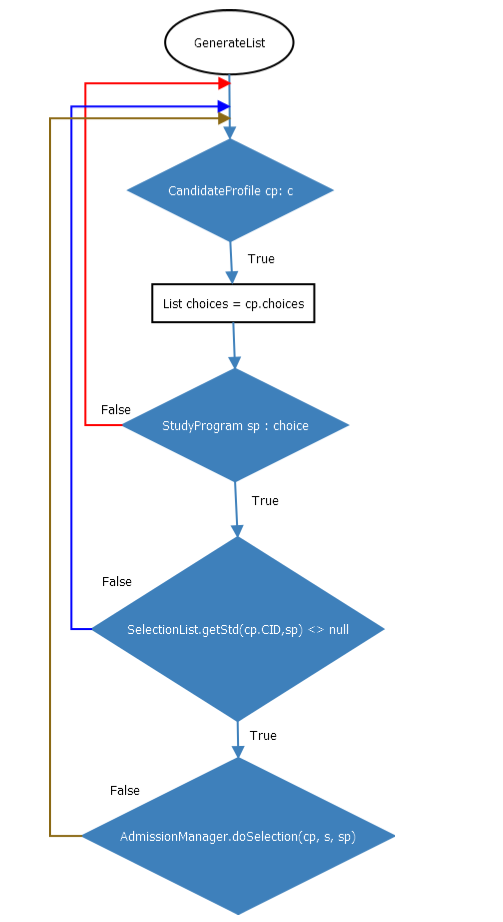 GenerateList
CandidateProfile cp: c
True
List choices = cp.choices
False
StudyProgram sp : choice
True
False
SelectionList.getStd(cp.CID,sp) <> null
True
False
AdmissionManager.doSelection(cp, s, sp)